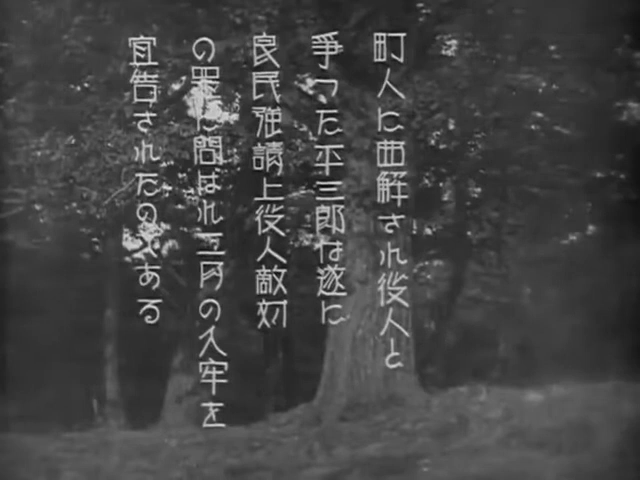 町人に曲解され役人と
爭つた平三郎は遂に
良民強請上役人敵対
の罪に問はれ月の入牢を
宣告されたのである